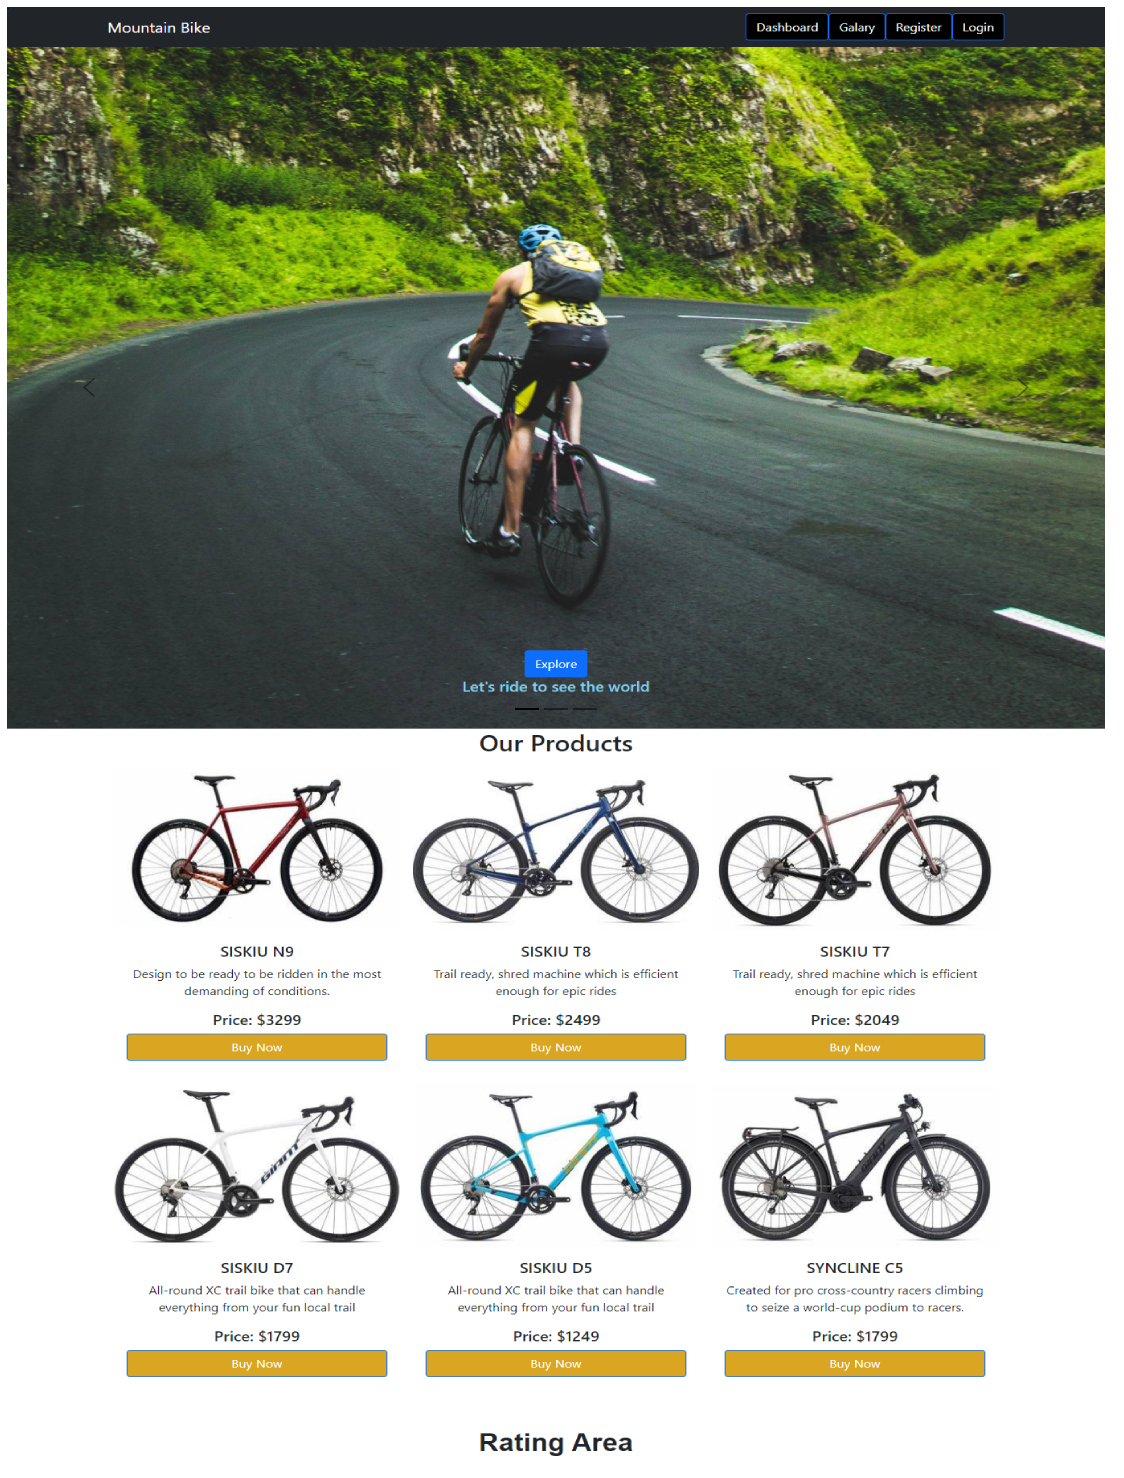 Mountain Bike
Dashboard Galary Register Login
Explore
Let's ride to see the world
Our Products
SISKIU N9
Design to be ready to be ridden in the most
demanding of conditions.
Price: $3299
Buy Now
SISKIU T8
Trail ready, shred machine which is efficient
enough for epic rides
Price: $2499
Buy Now
SISKIU T7
Trail ready, shred machine which is efficient
enough for epic rides
Price: $2049
Buy Now
GIANT
SISKIU D7
All-round XC trail bike that can handle
everything from your fun local trail
Price: $1799
Buy Now
SISKIU D5
All-round XC trail bike that can handle
everything from your fun local trail
Price: $1249
Buy Now
SYNCLINE C5
Created for pro cross-country racers climbing
to seize a world-cup podium to racers.
Price: $1799
Buy Now
Rating Area